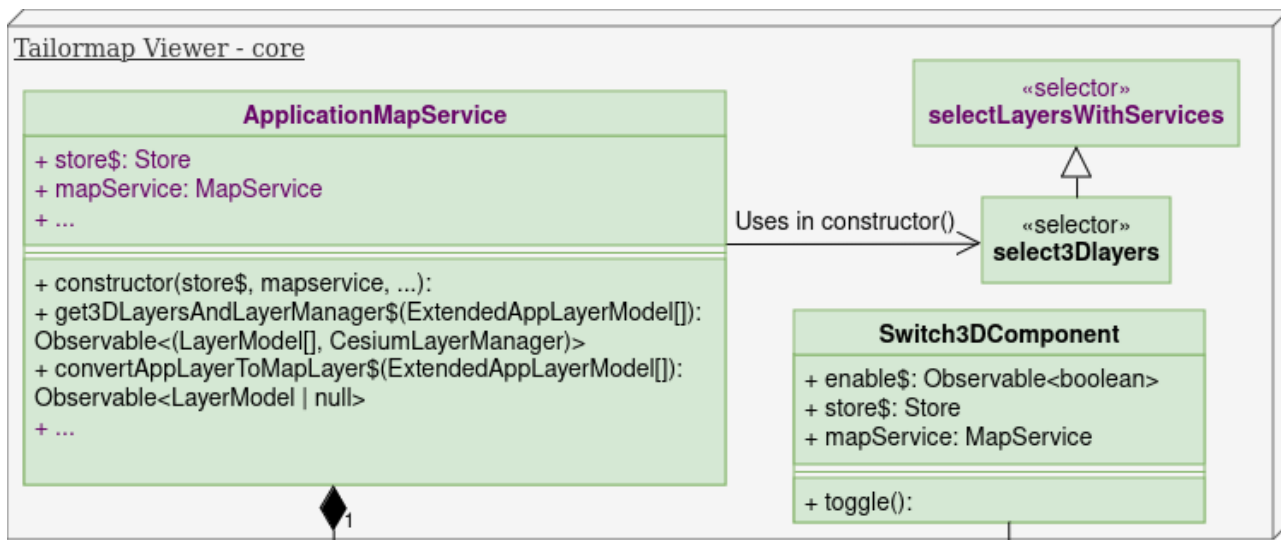 Tailormap Viewer - core
ApplicationMapService
+ store$: Store
+ mapService: MapService
+ ...
+ constructor(store$, mapservice, ...):
+ get3DLayersAndLayerManager$(ExtendedAppLayerModel[]):
Observable<(LayerModel[], CesiumLayerManager)>
+ convertAppLayerToMapLayer$(ExtendedAppLayerModel[]):
Observable<LayerModel | null>
+ ...
1
Uses in constructor()
«selector»
selectLayersWithServices
«selector»
select3Dlayers
Switch3DComponent
+ enable$: Observable<boolean>
+ store$: Store
+ mapService: MapService
+ toggle():